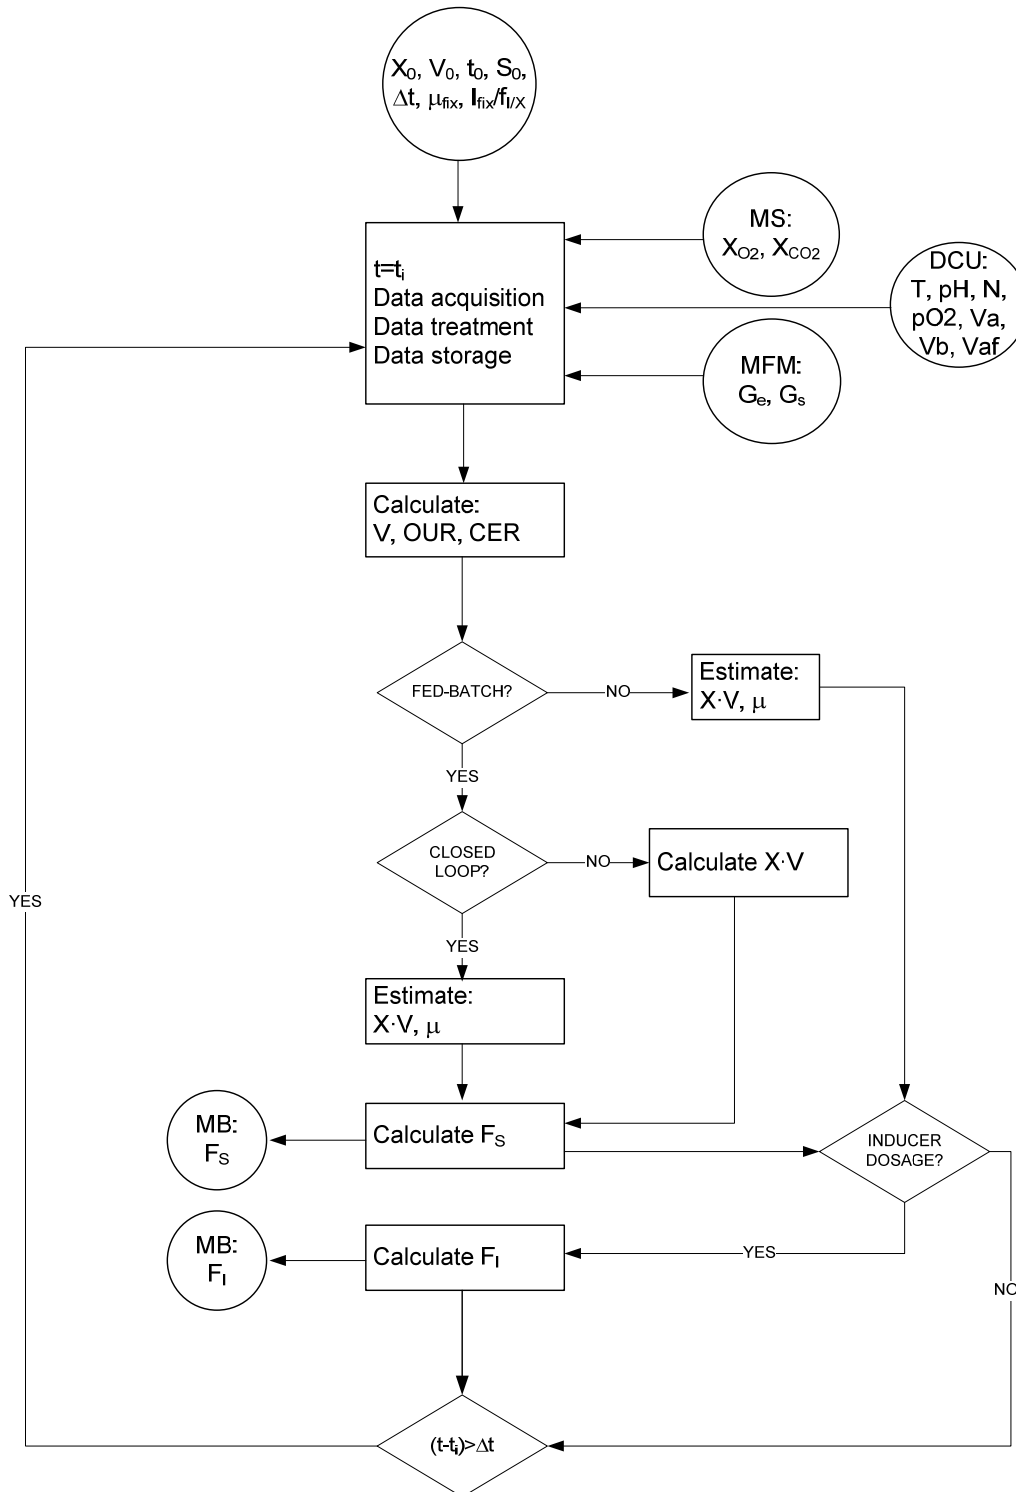 X0, V0, t0, S0,
Δt, μfix, Ifix/fI/X
MS:
XO2, XCO2
DCU:
T, pH, N,
pO2, Va,
Vb, Vaf
t=ti
Data acquisition
Data treatment
Data storage
MFM:
Ge, Gs
Calculate:
V, OUR, CER
FED-BATCH?
NO
Estimate:
X·V, μ
YES
CLOSED
LOOP?
NO
Calculate X·V
YES
YES
Estimate:
X·V, μ
MB:
FS
Calculate FS
INDUCER
DOSAGE?
MB:
FI
Calculate FI
YES
NO
(t-ti)>Δt